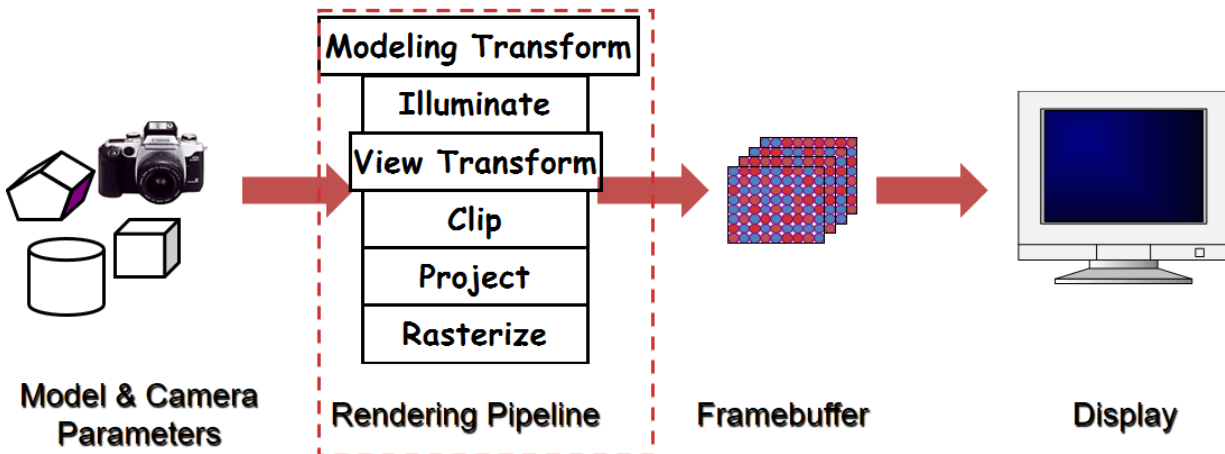 Modeling Transform
Illuminate
View Transform
Clip
Project
Rasterize
Model & Camera
Parameters
Rendering Pipeline
Framebuffer
Display